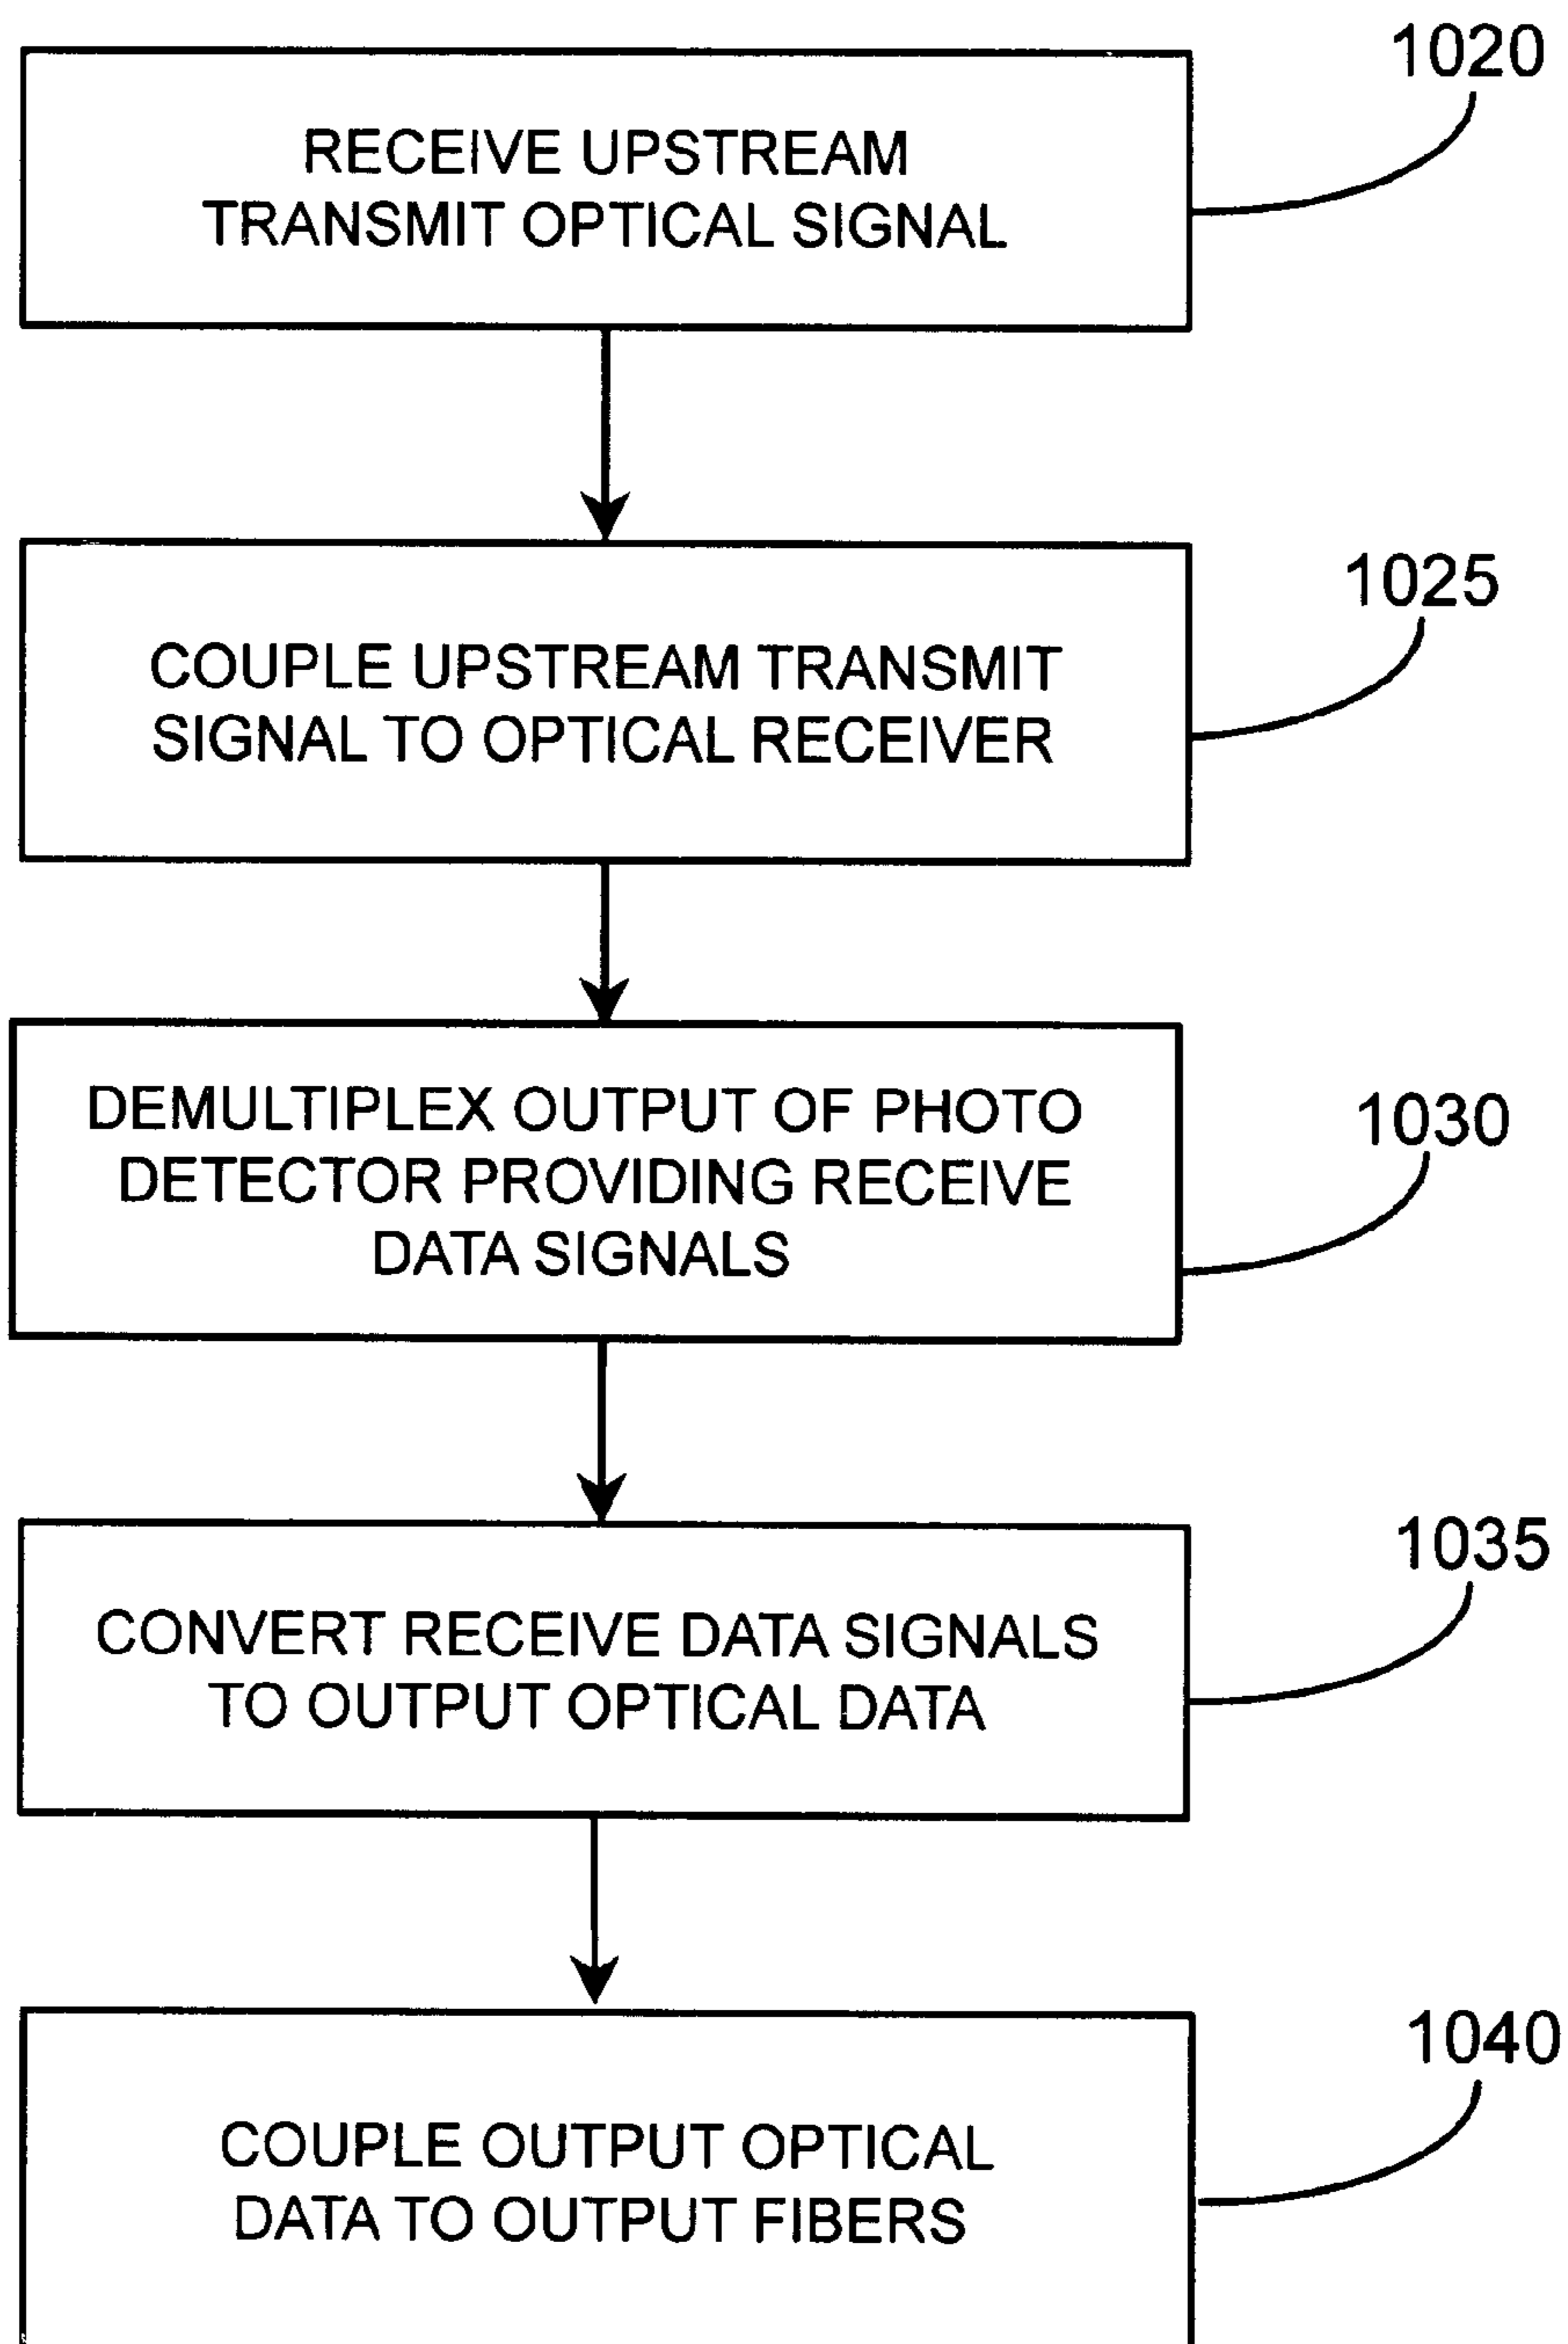 1020
RECEIVE UPSTREAM
TRANSMIT OPTICAL SIGNAL
1025
COUPLE UPSTREAM TRANSMIT
SIGNAL TO OPTICAL RECEIVER
1030
DEMULTIPLEX OUTPUT OF PHOTO
DETECTOR PROVIDING RECEIVE
DATA SIGNALS
1035
CONVERT RECEIVE DATA SIGNALS
TO OUTPUT OPTICAL DATA
1040
COUPLE OUTPUT OPTICAL
DATA TO OUTPUT FIBERS